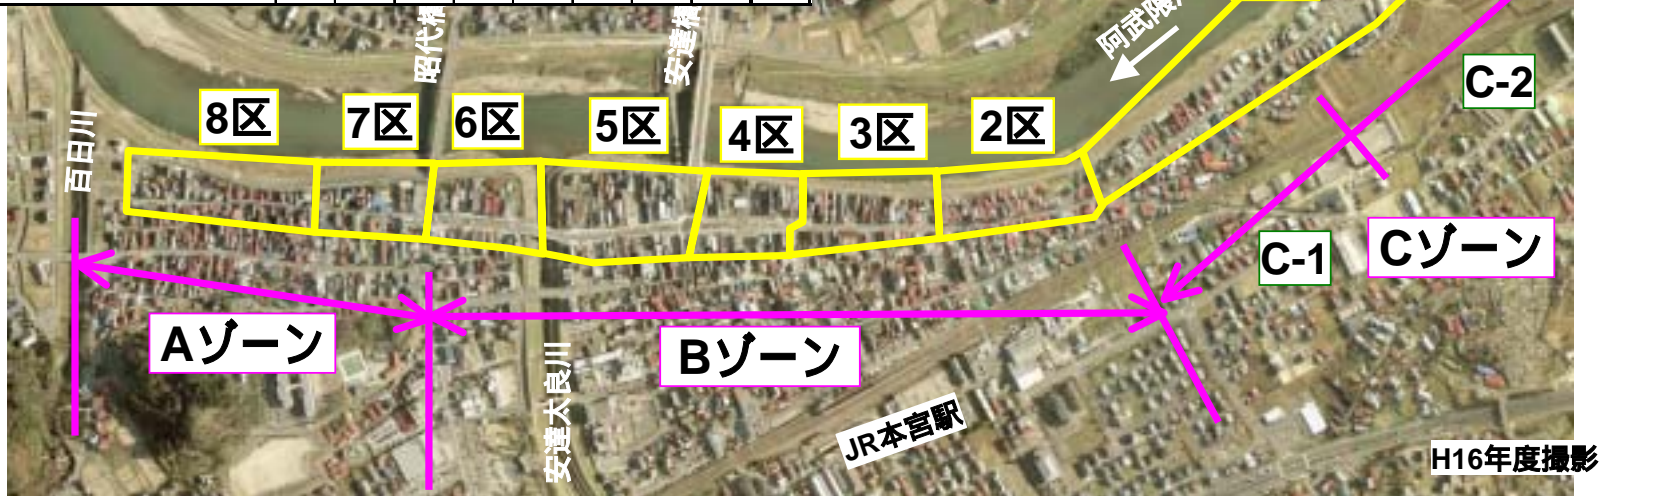 昭代橋
安達橋
阿武隈川
C-2
8区
7区
6区
5区
4区
3区
2区
百日川
Cゾーン
C-1
Aゾーン
Bゾーン
安達太良川
JR本宮駅
H16年度撮影